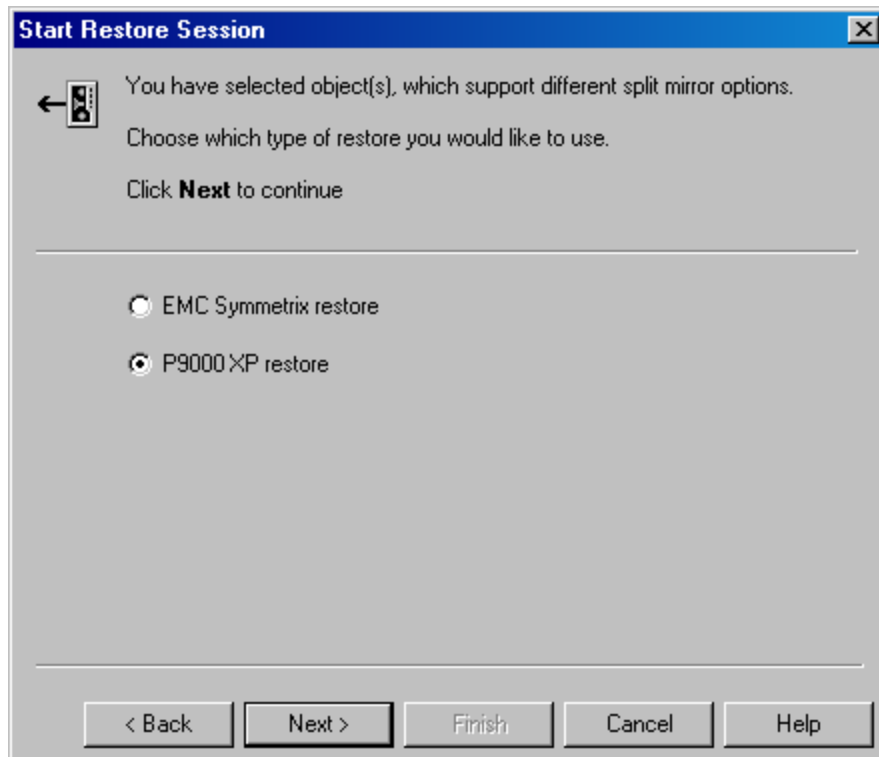 Start Restore Session
You have selected object(s), which support different split mirror options.
Choose which type of restore you would like to use.
Click Next to continue
EMC Symmetrix restore
P9000 XP restore
< Back
Next >
Finish
Cancel
Help